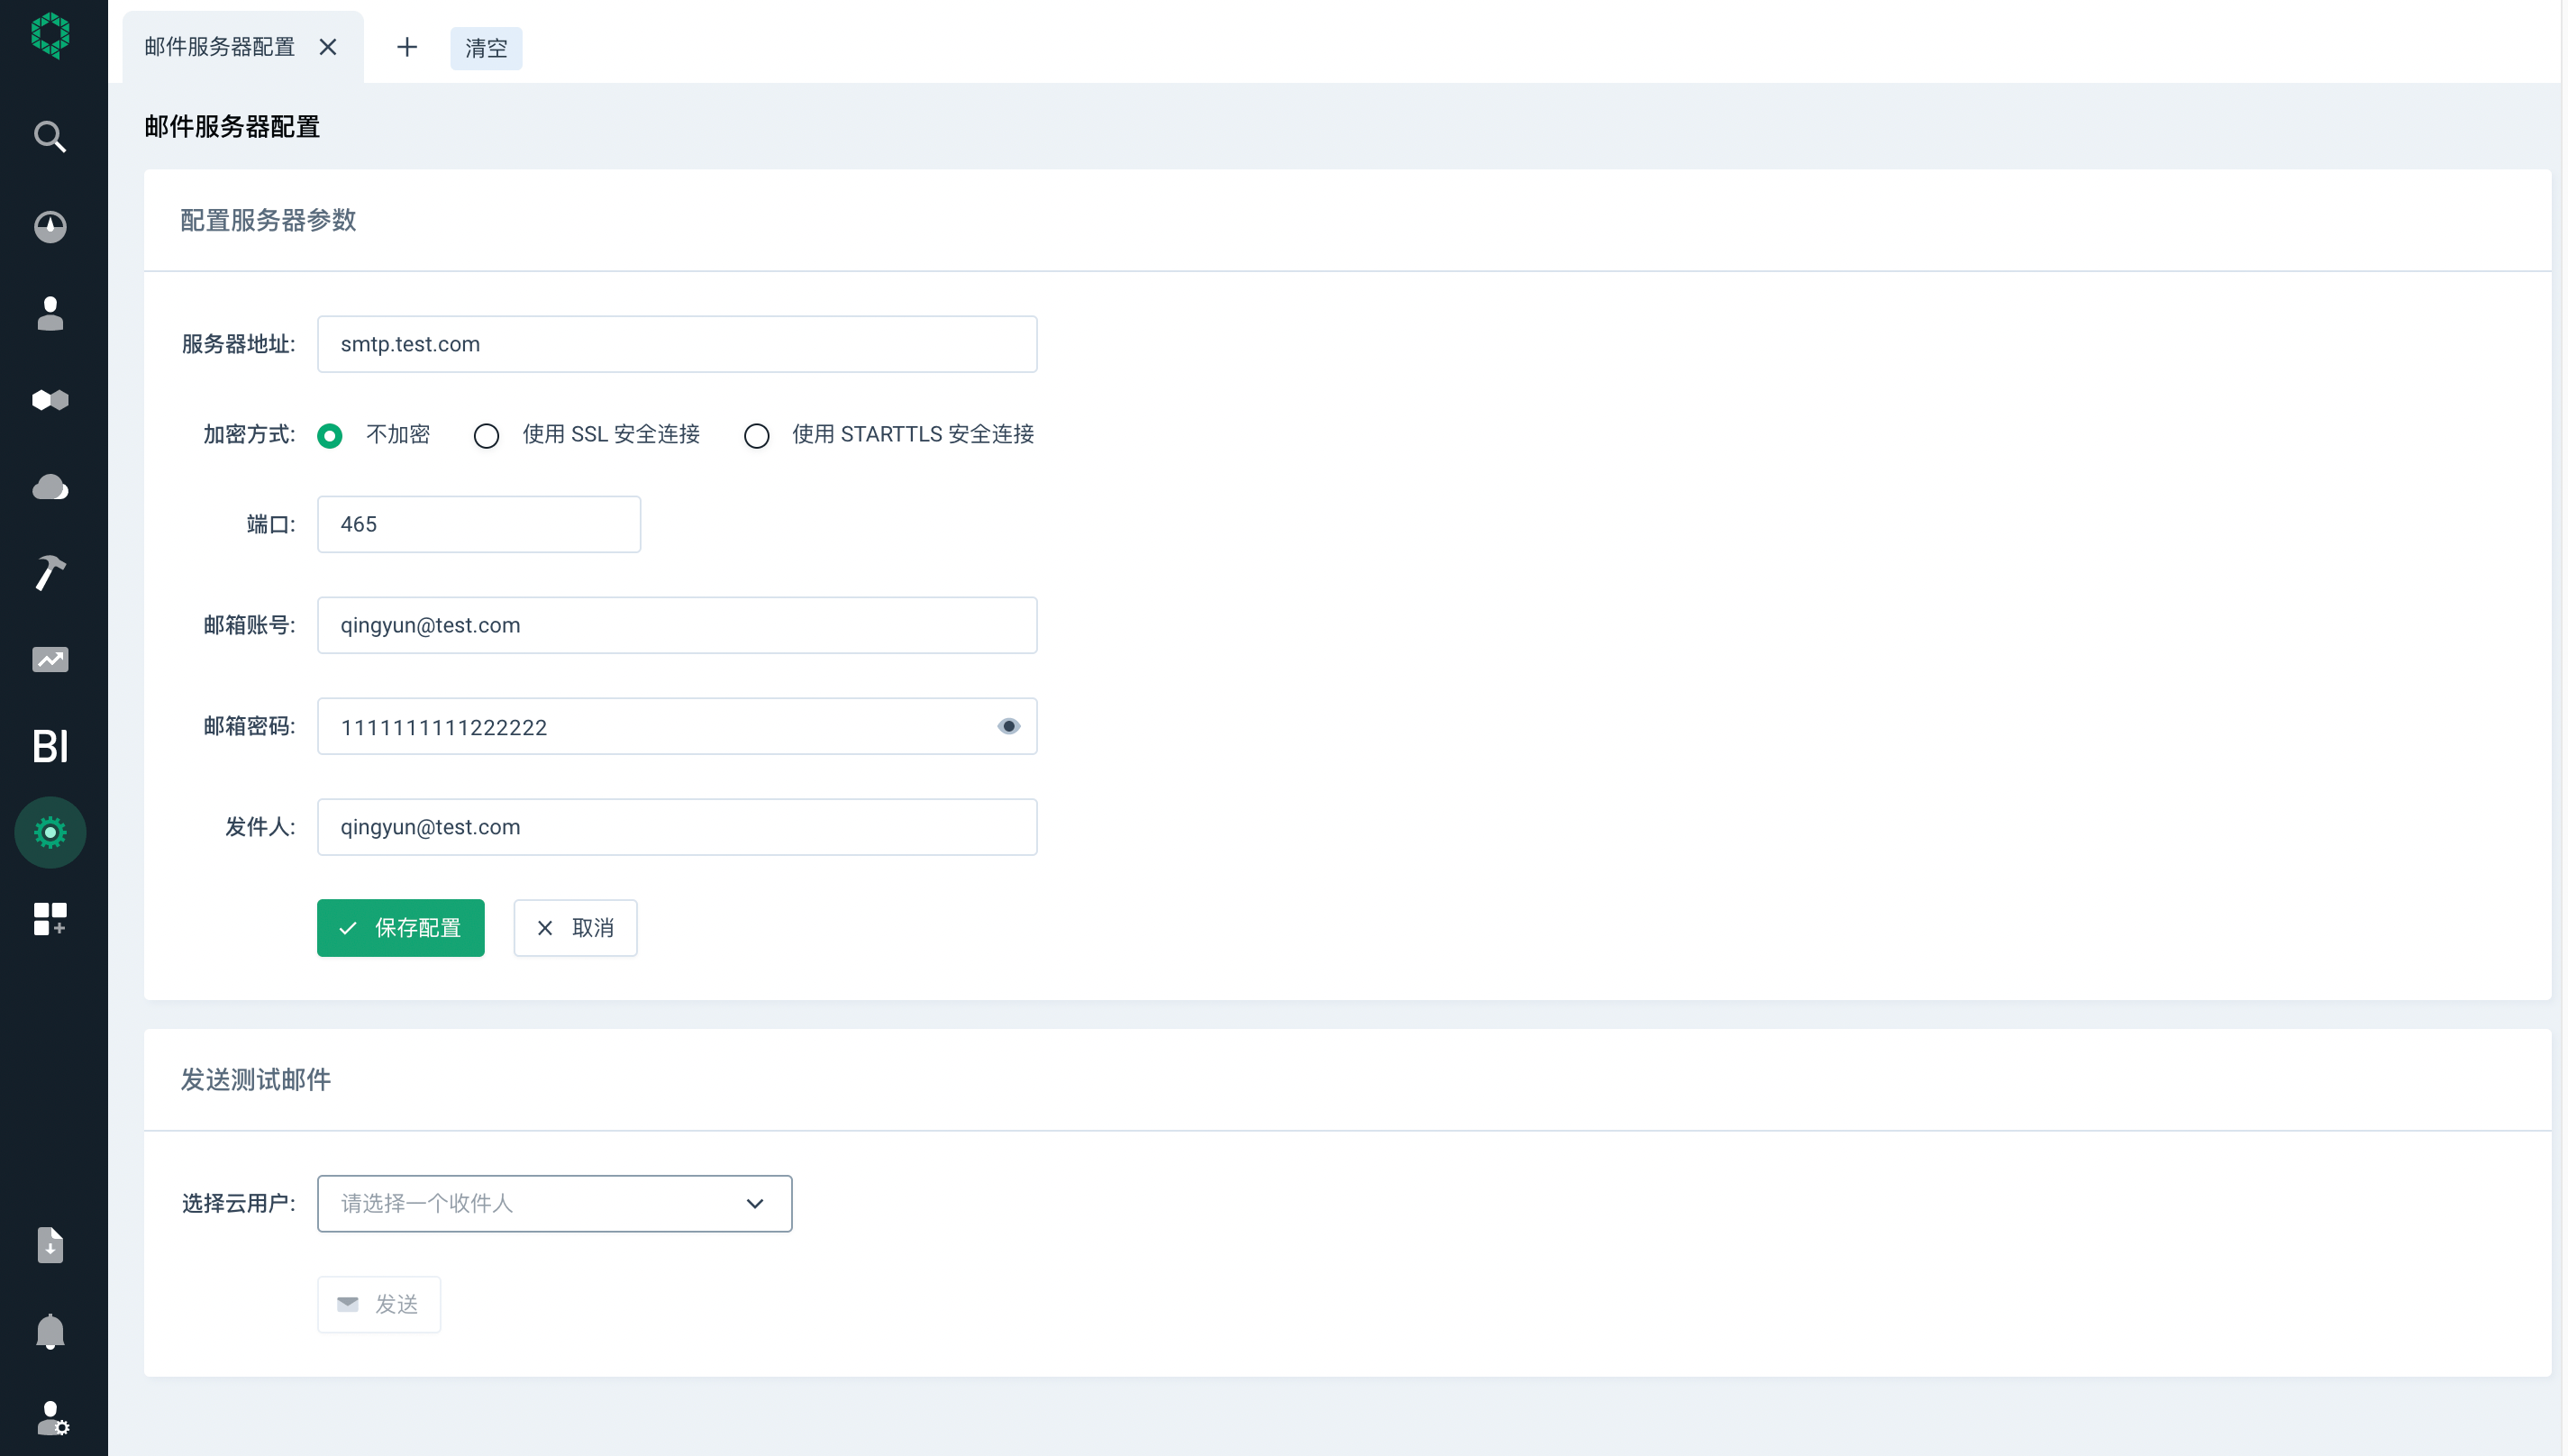 邮件服务器配置
清空
邮件服务器配置
配置服务器参数
服务器地址: smtp.test.com
加密方式: 不加密 使用 SSL 安全连接 使用 STARTTLS 安全连接
端口: 465
邮箱账号: qingyun@test.com
邮箱密码: 1111111111222222
BI
发件人: qingyun@test.com
保存配置 取消
发送测试邮件
选择云用户: 请选择一个收件人
发送